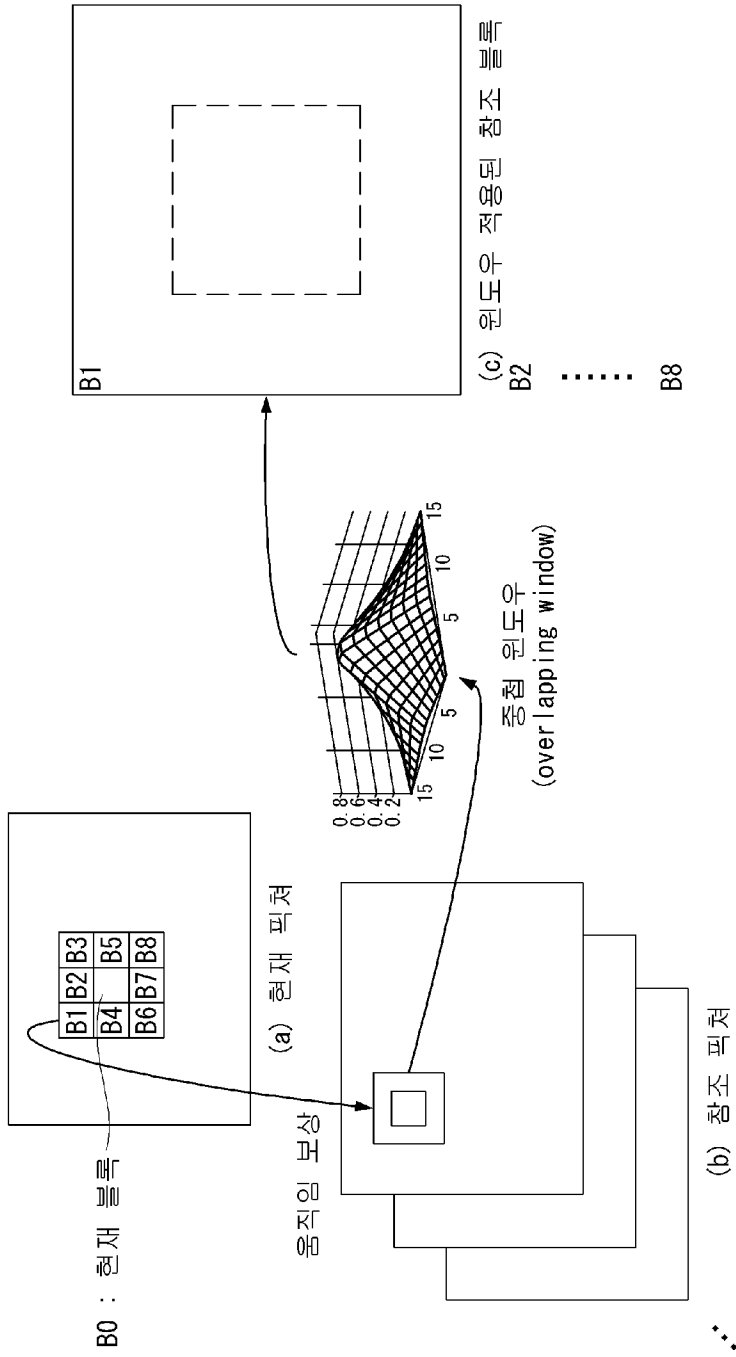 B0 : 현재 블록
B1 B2 B3
B4 B5
B6 B7 B8
(a) 현재 픽쳐
움직임 보상
(b) 참조 픽쳐
0.8
0.6
0.4
0.2
15
10
5
5
10
15
중첩 윈도우
(overlapping window)
B1
(c) 윈도우 적용된 참조 블록
B2 ...... B8